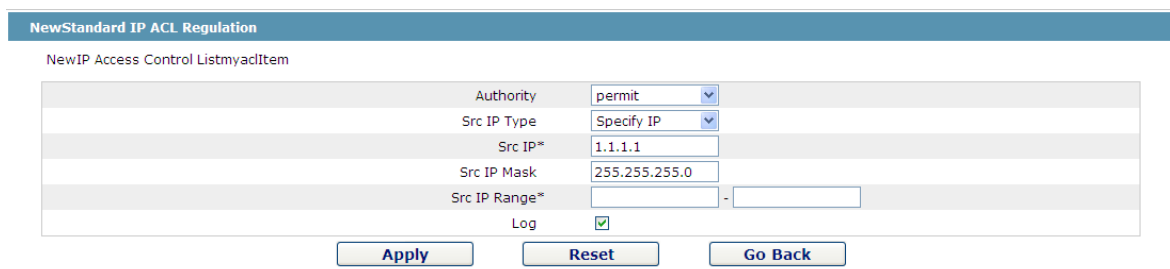 NewStandard IP ACL Regulation
NewIP Access Control ListmyaclItem
Authority permit
Src IP Type Specify IP
Src IP* 1.1.1.1
Src IP Mask 255.255.255.0
Src IP Range* -
Log
Apply Reset Go Back